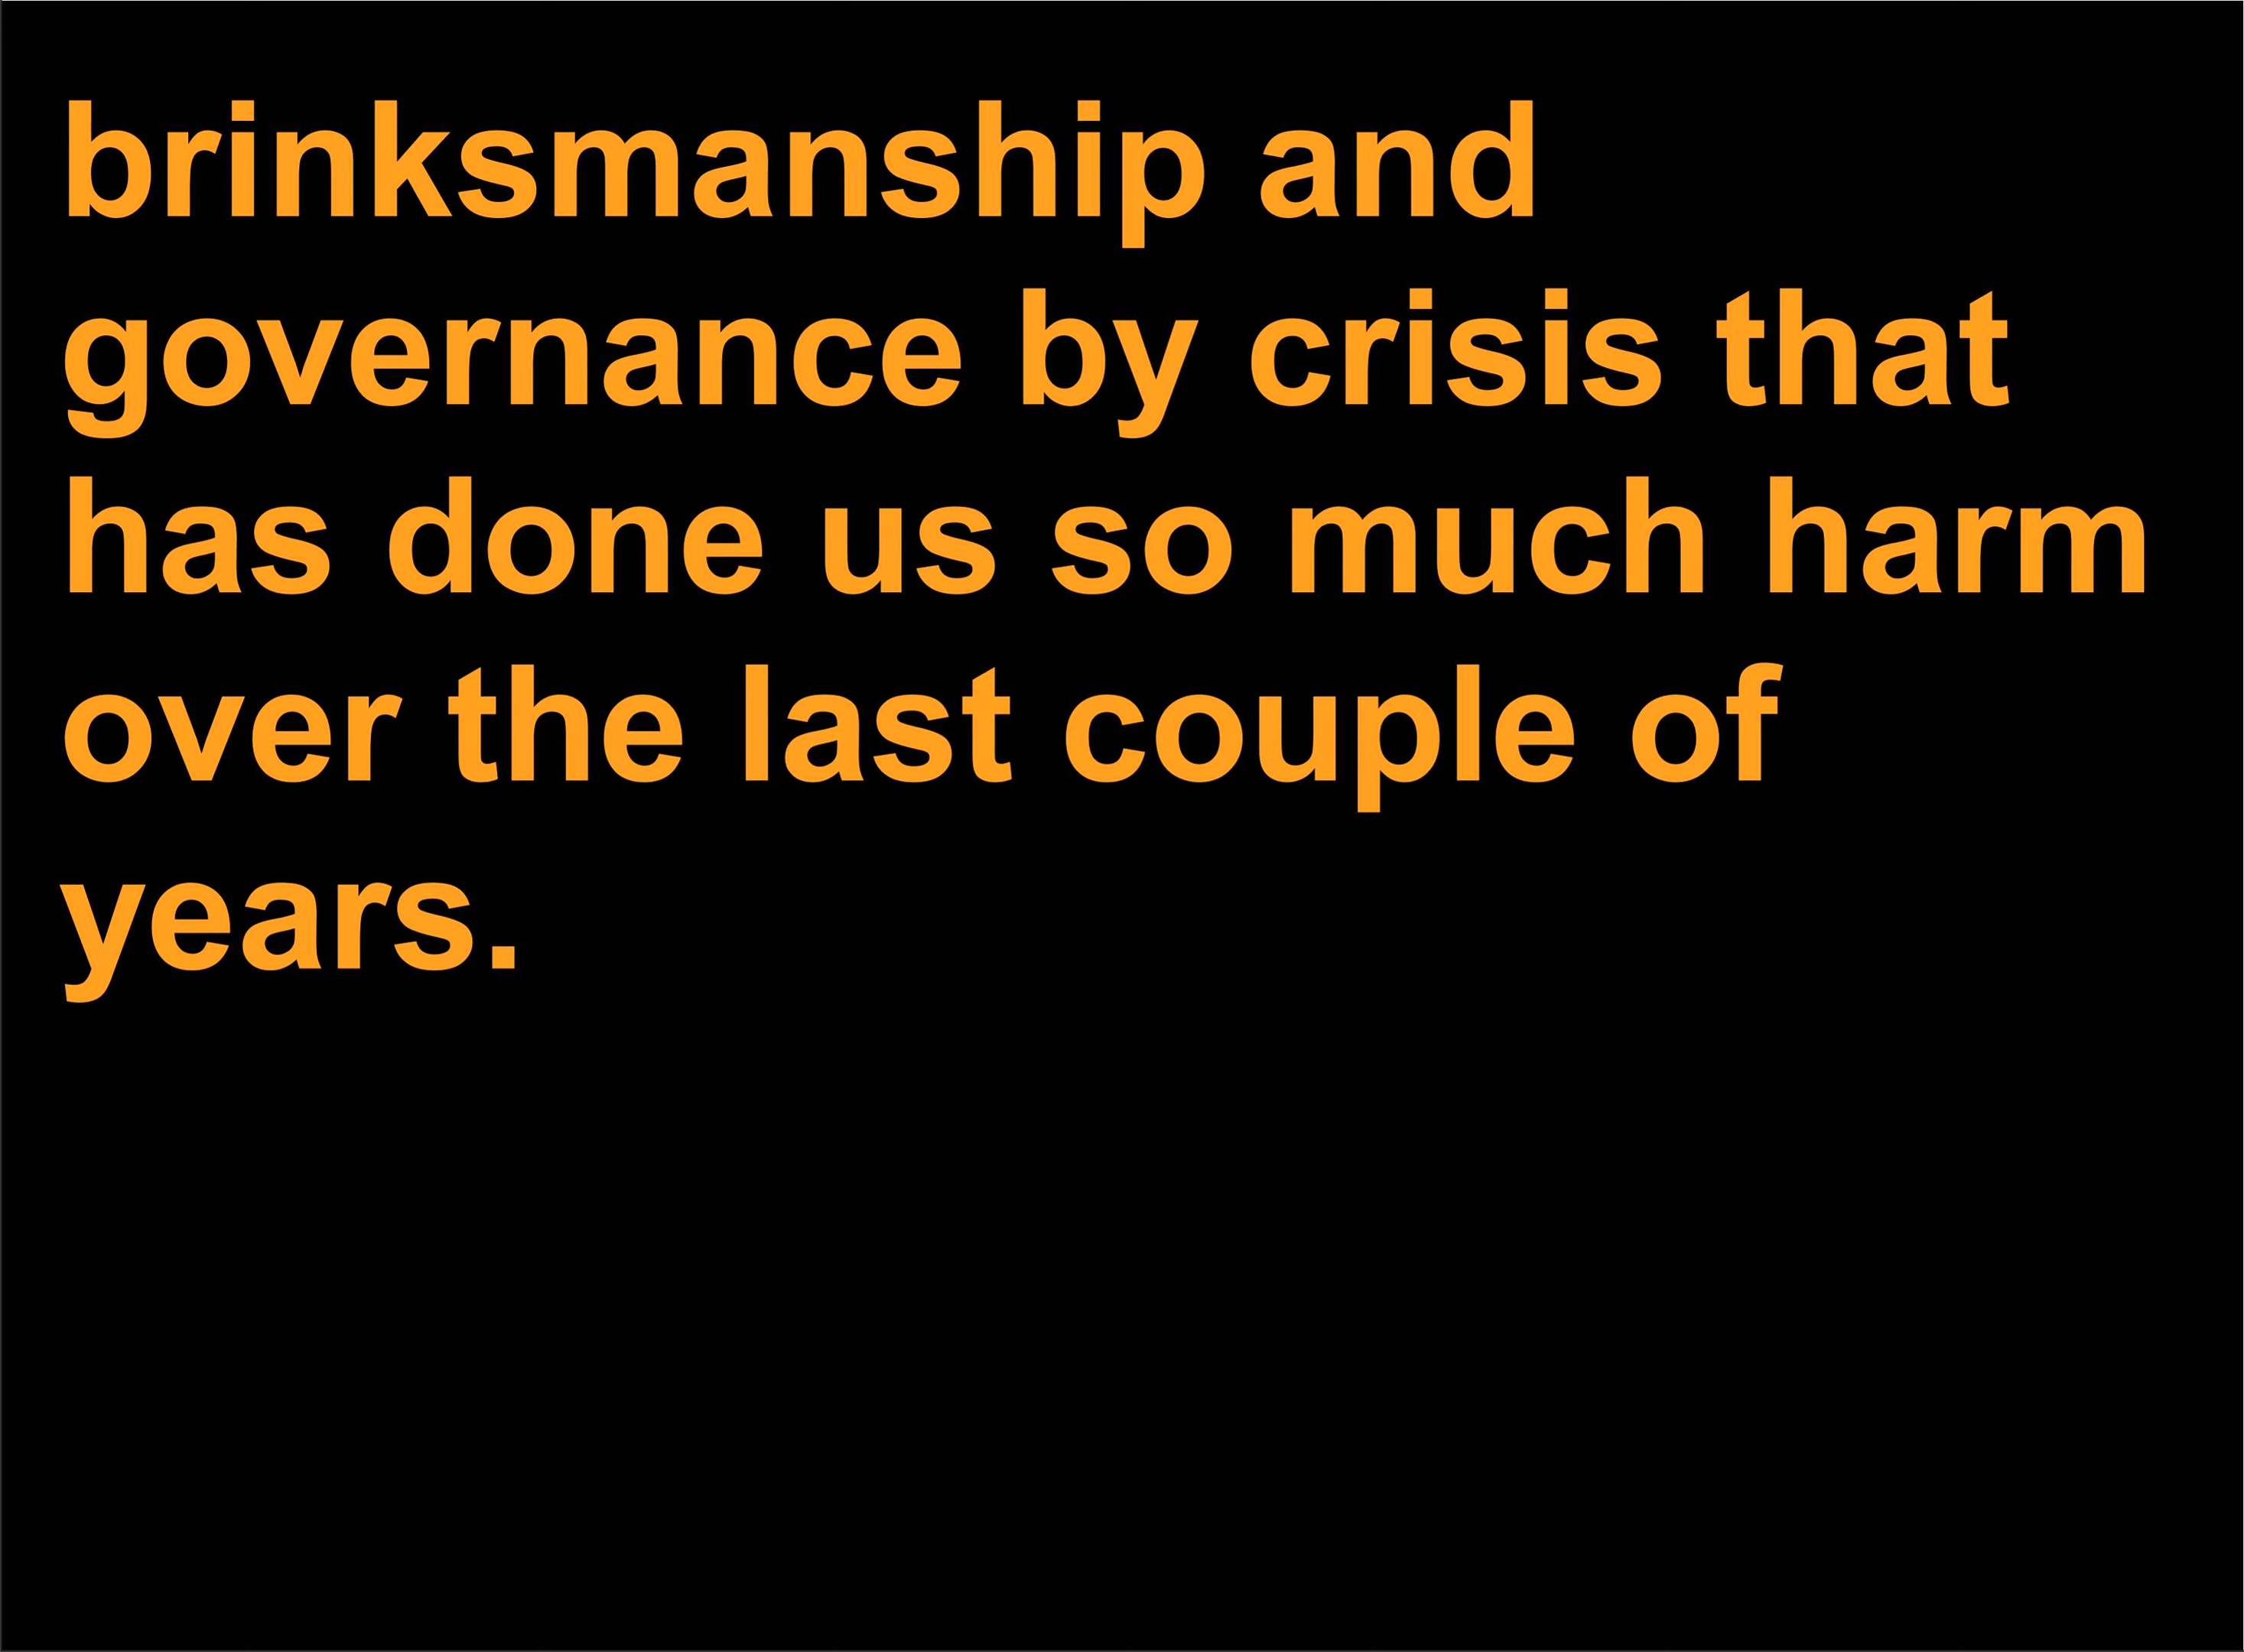 brinksmanship and
governance by crisis that
has done us so much harm
over the last couple of
years.